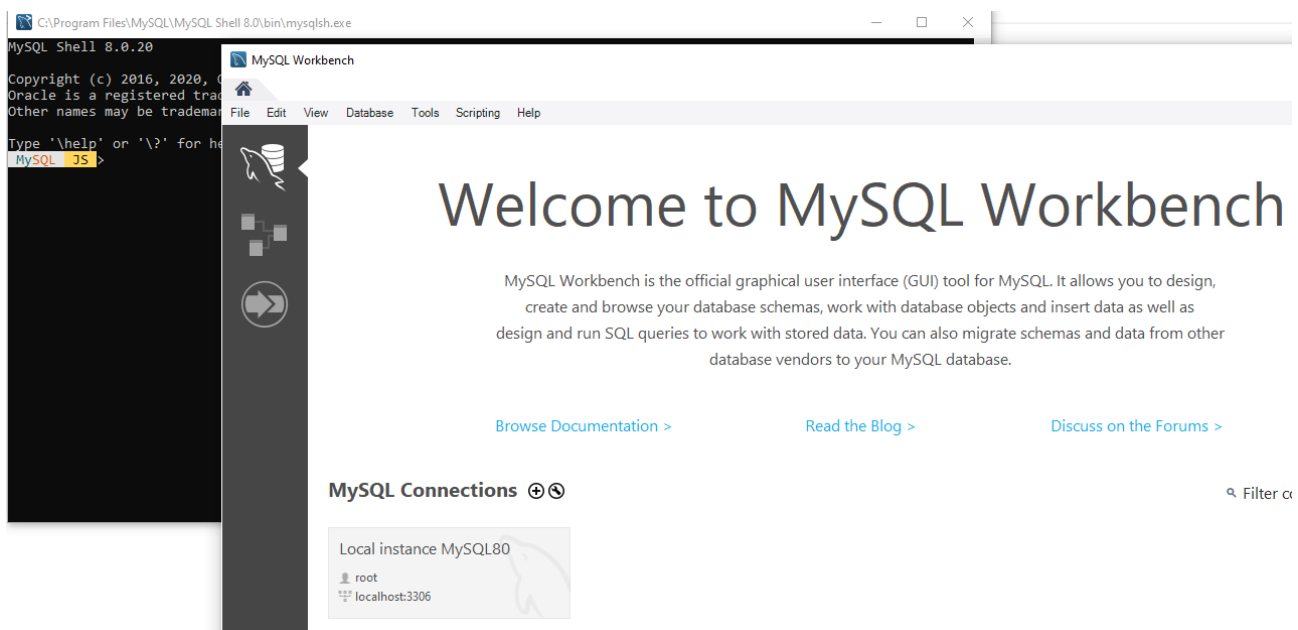 C:\Program Files\MySQL\MySQL Shell 8.0\bin\mysqlsh.exe
MySQL Shell 8.0.20
Copyright (c) 2016, 2020,
Oracle is a registered
Other names may be
Type '\help' or '\?' for
MySQL JS >
MySQL Workbench
File Edit View Database Tools Scripting Help
Welcome to MySQL Workbench
MySQL Workbench is the official graphical user interface (GUI) tool for MySQL. It allows you to design,
create and browse your database schemas, work with database objects and insert data as well as
design and run SQL queries to work with stored data. You can also migrate schemas and data from other
database vendors to your MySQL database.
Browse Documentation > Read the Blog > Discuss on the Forums >
MySQL Connections
Filter
Local instance MySQL80
root
localhost:3306